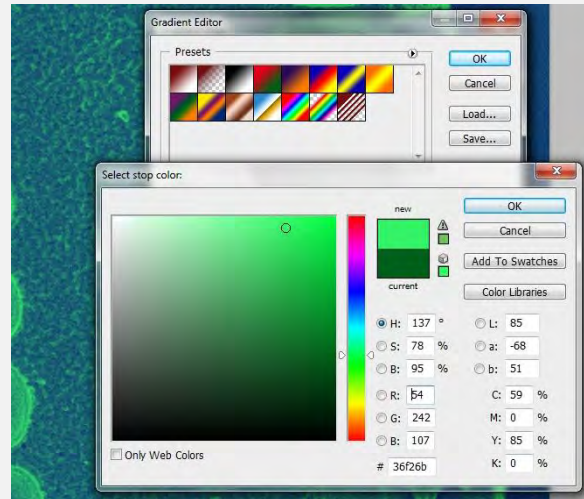 Gradient Editor
Presets
OK
Cancel
Load...
Save...
Select stop color:
new
current
OK
Cancel
Add To Swatches
Color Libraries
H: 137 °
S: 78 %
B: 95 %
R: 54
G: 242
B: 107
# 36f26b
L: 85
a: -68
b: 51
C: 59 %
M: 0 %
Y: 85 %
K: 0 %
Only Web Colors